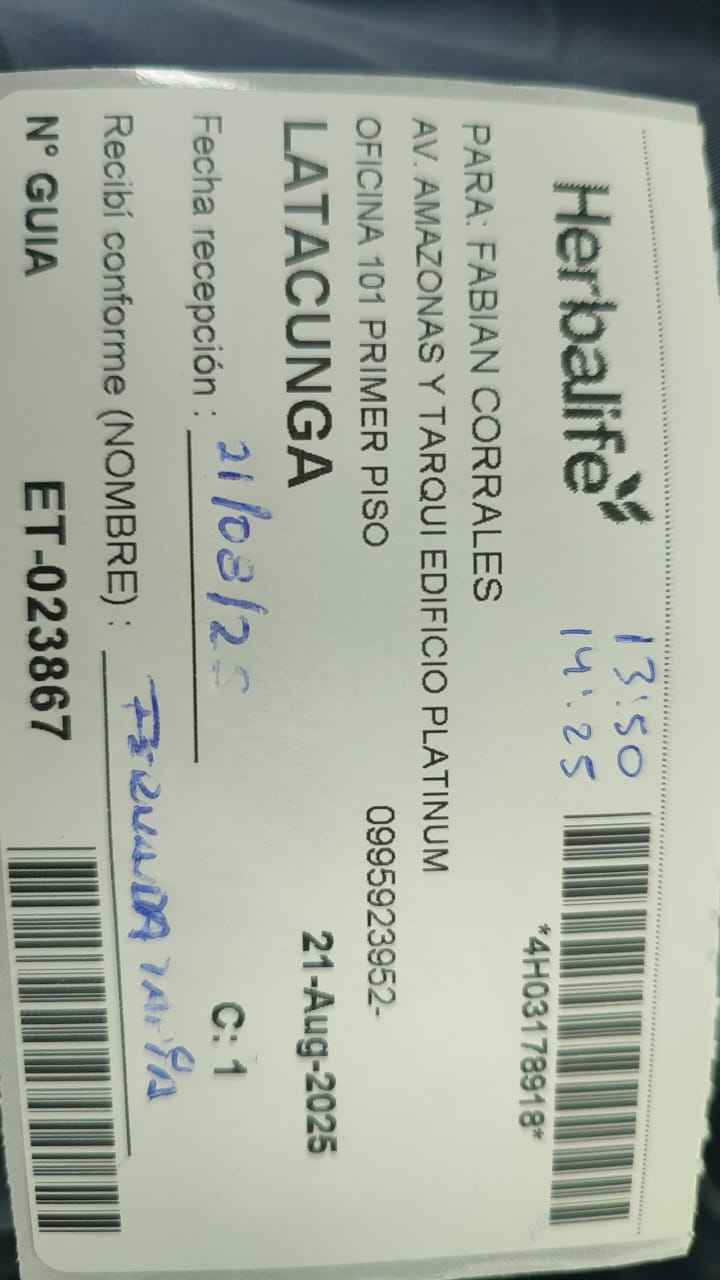 Herbalife
13:50
14:25
*4H03178918*
PARA: FABIAN CORRALES
AV. AMAZONAS Y TARQUI EDIFICIO PLATINUM
OFICINA 101 PRIMER PISO 0995923952-
LATACUNGA 21-Aug-2025
Fecha recepción : 21/08/25 C: 1
Recibí conforme (NOMBRE) :
N° GUIA ET-023867